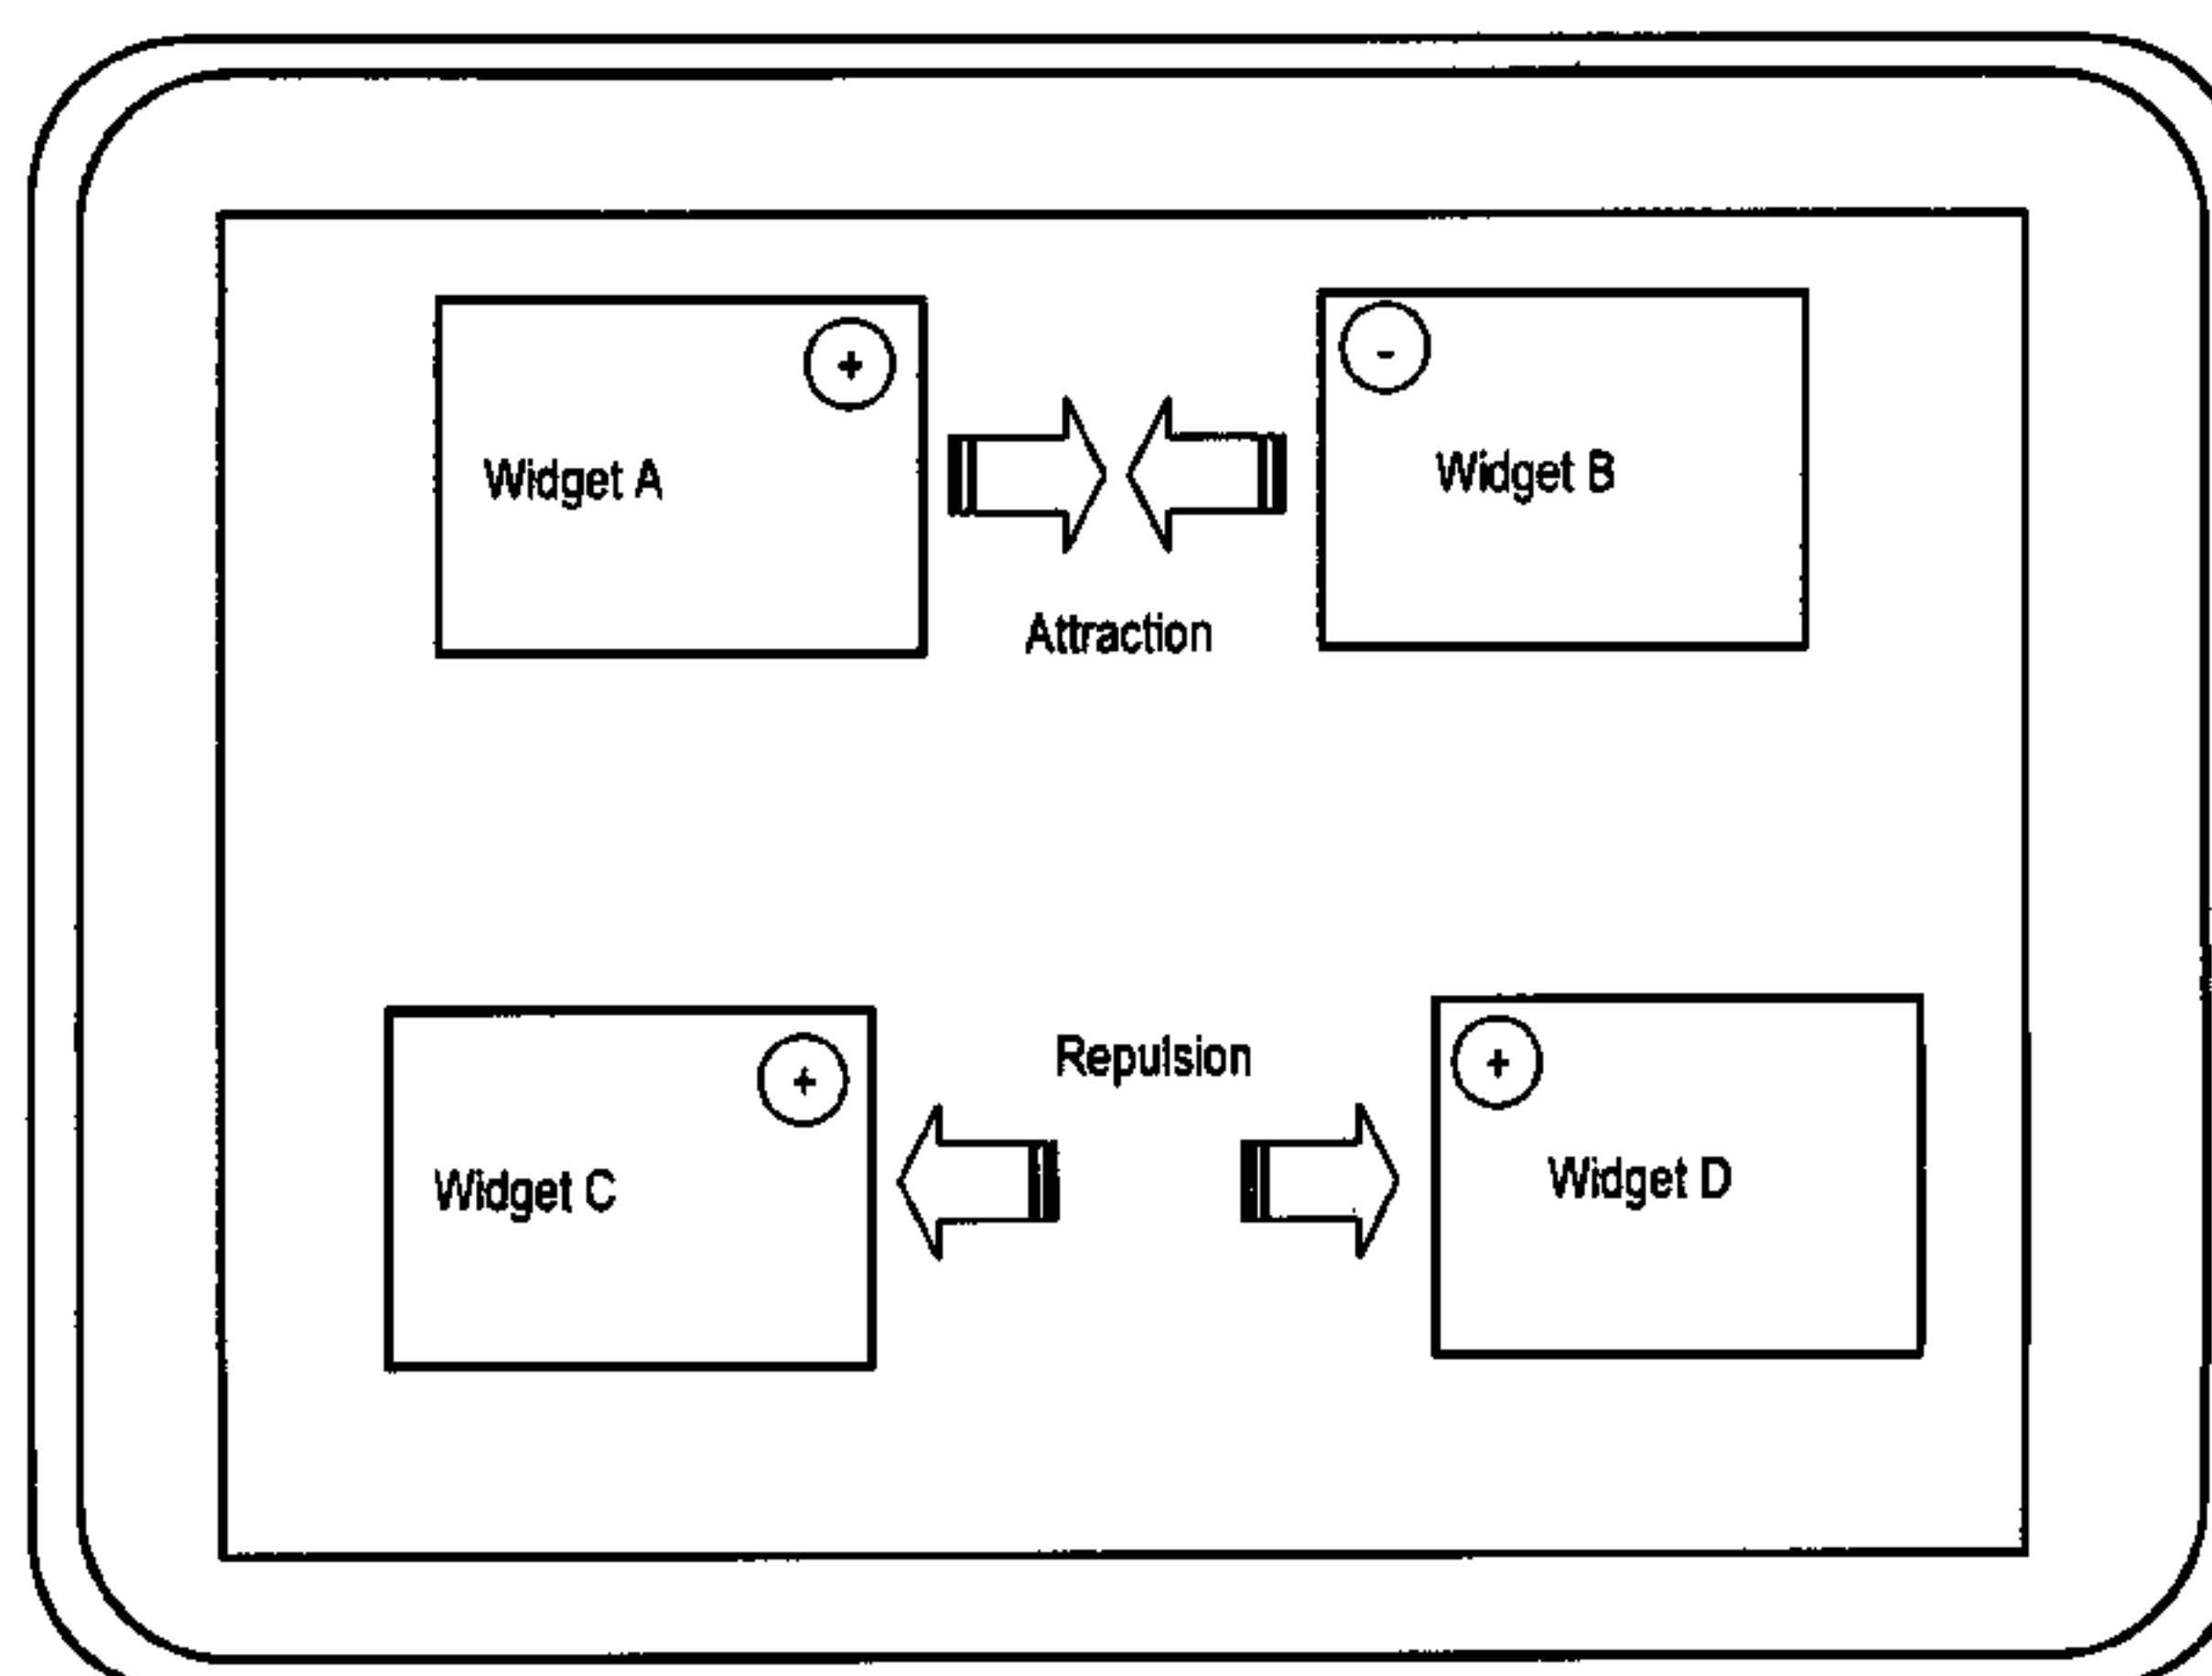 +
-
Widget A
Widget B
Attraction
Repulsion
+
+
Widget C
Widget D